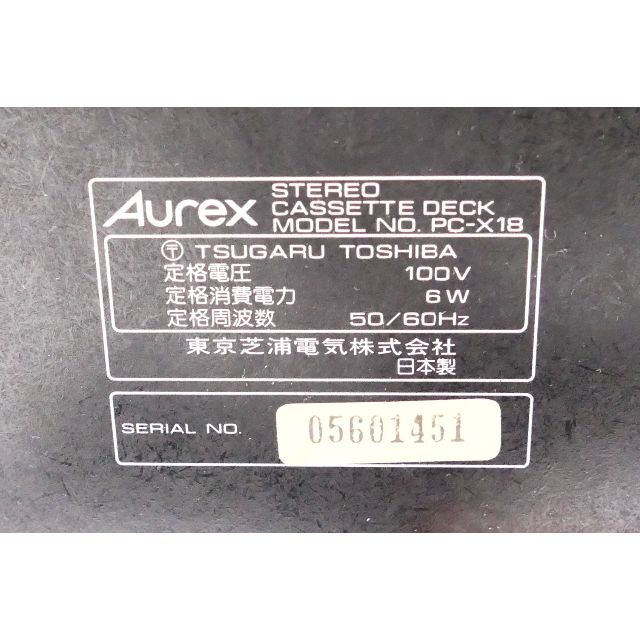 Aurex
STEREO
CASSETTE DECK
MODEL NO. PC-X18
〒 TSUGARU TOSHIBA
定格電圧 100V
定格消費電力 6W
定格周波数 50/60Hz
東京芝浦電気株式会社
日本製
SERIAL NO. 05601451